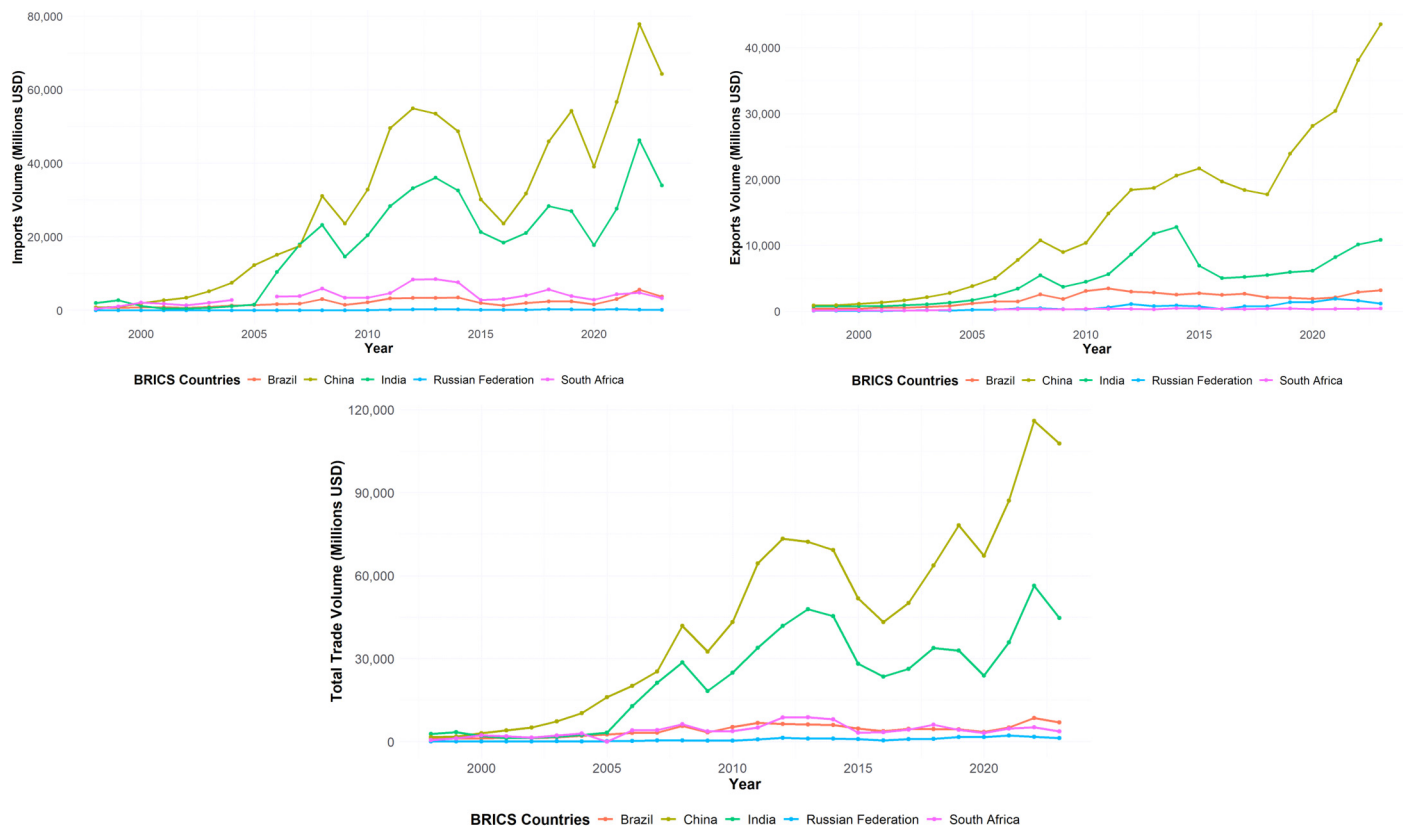 80,000
60,000
40,000
20,000
0
Imports Volume (Millions USD)
2000 2005 2010 2015 2020
Year
BRICS Countries Brazil China India Russian Federation South Africa
40,000
30,000
20,000
10,000
0
Exports Volume (Millions USD)
2000 2005 2010 2015 2020
Year
BRICS Countries Brazil China India Russian Federation South Africa
120,000
90,000
60,000
30,000
0
Total Trade Volume (Millions USD)
2000 2005 2010 2015 2020
Year
BRICS Countries Brazil China India Russian Federation South Africa